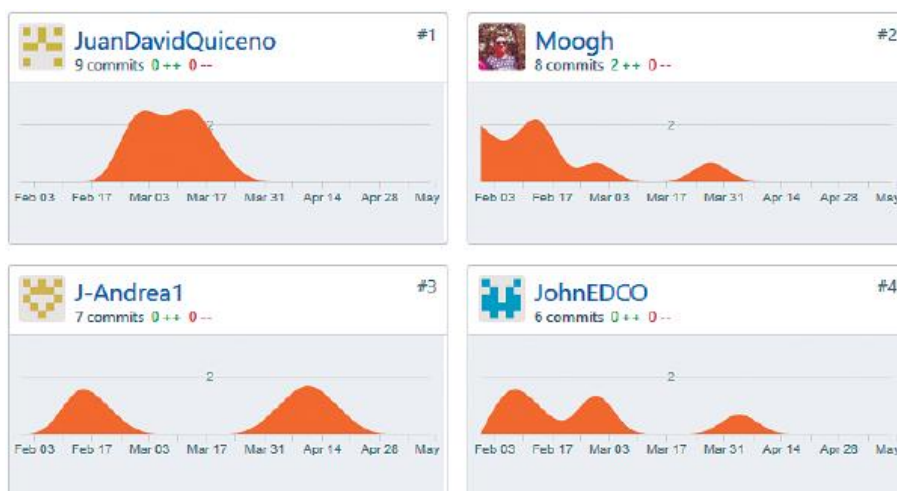 JuanDavidQuiceno #1
9 commits 0 ++ 0 --
2
Feb 03 Feb 17 Mar 03 Mar 17 Mar 31 Apr 14 Apr 28 May
Moogh #2
8 commits 2 ++ 0 --
2
Feb 03 Feb 17 Mar 03 Mar 17 Mar 31 Apr 14 Apr 28 May
J-Andrea1 #3
7 commits 0 ++ 0 --
2
Feb 03 Feb 17 Mar 03 Mar 17 Mar 31 Apr 14 Apr 28 May
JohnEDCO #4
6 commits 0 ++ 0 --
2
Feb 03 Feb 17 Mar 03 Mar 17 Mar 31 Apr 14 Apr 28 May